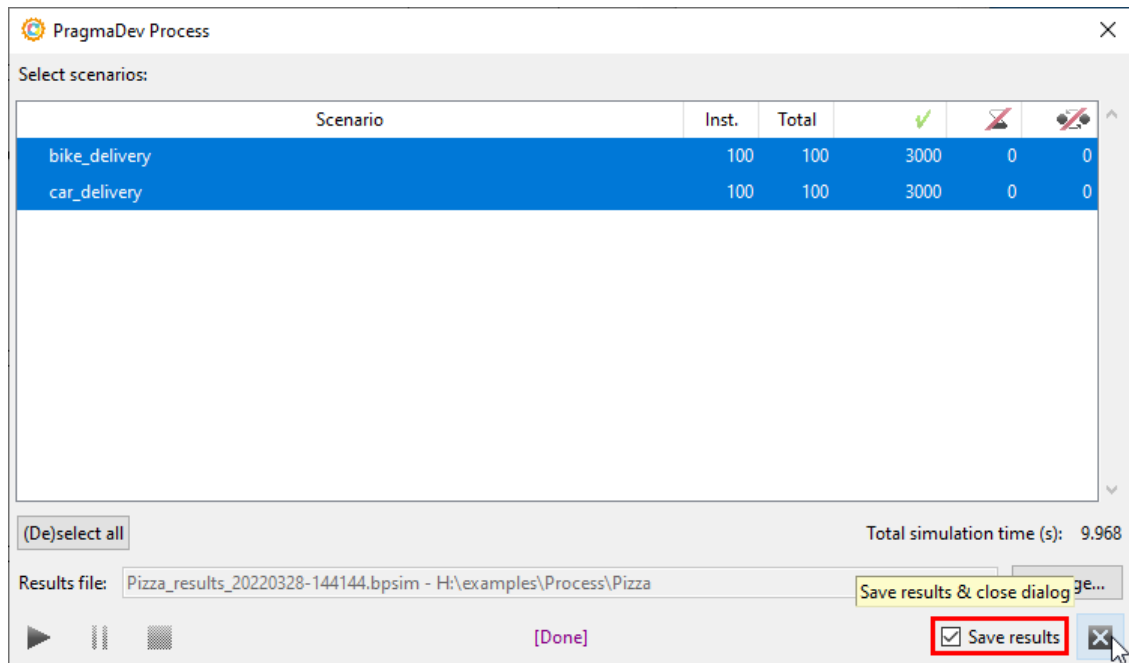 PragmaDev Process
Select scenarios:
Scenario Inst. Total
bike_delivery 100 100 3000 0 0
car_delivery 100 100 3000 0 0
(De)select all Total simulation time (s): 9.968
Results file: Pizza_results_20220328-144144.bpsim - H:\examples\Process\Pizza
Save results & close dialog
[Done] Save results